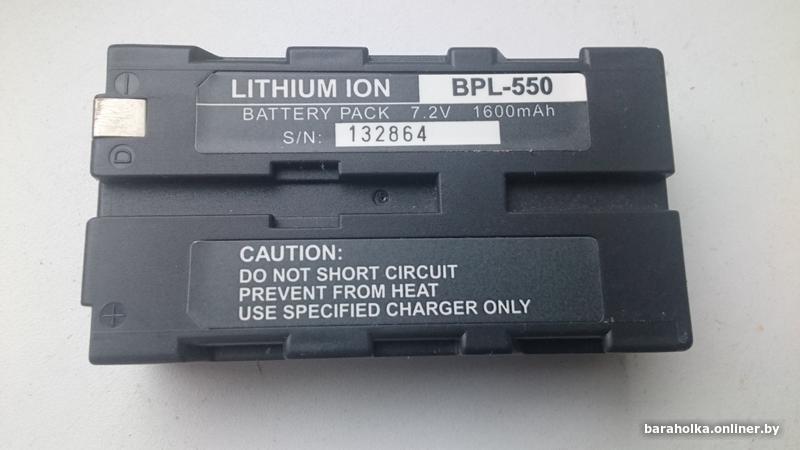 LITHIUM ION BPL-550
BATTERY PACK 7.2V 1600mAh
S/N: 132864
D
CAUTION:
DO NOT SHORT CIRCUIT
PREVENT FROM HEAT
USE SPECIFIED CHARGER ONLY
baraholka.onliner.by